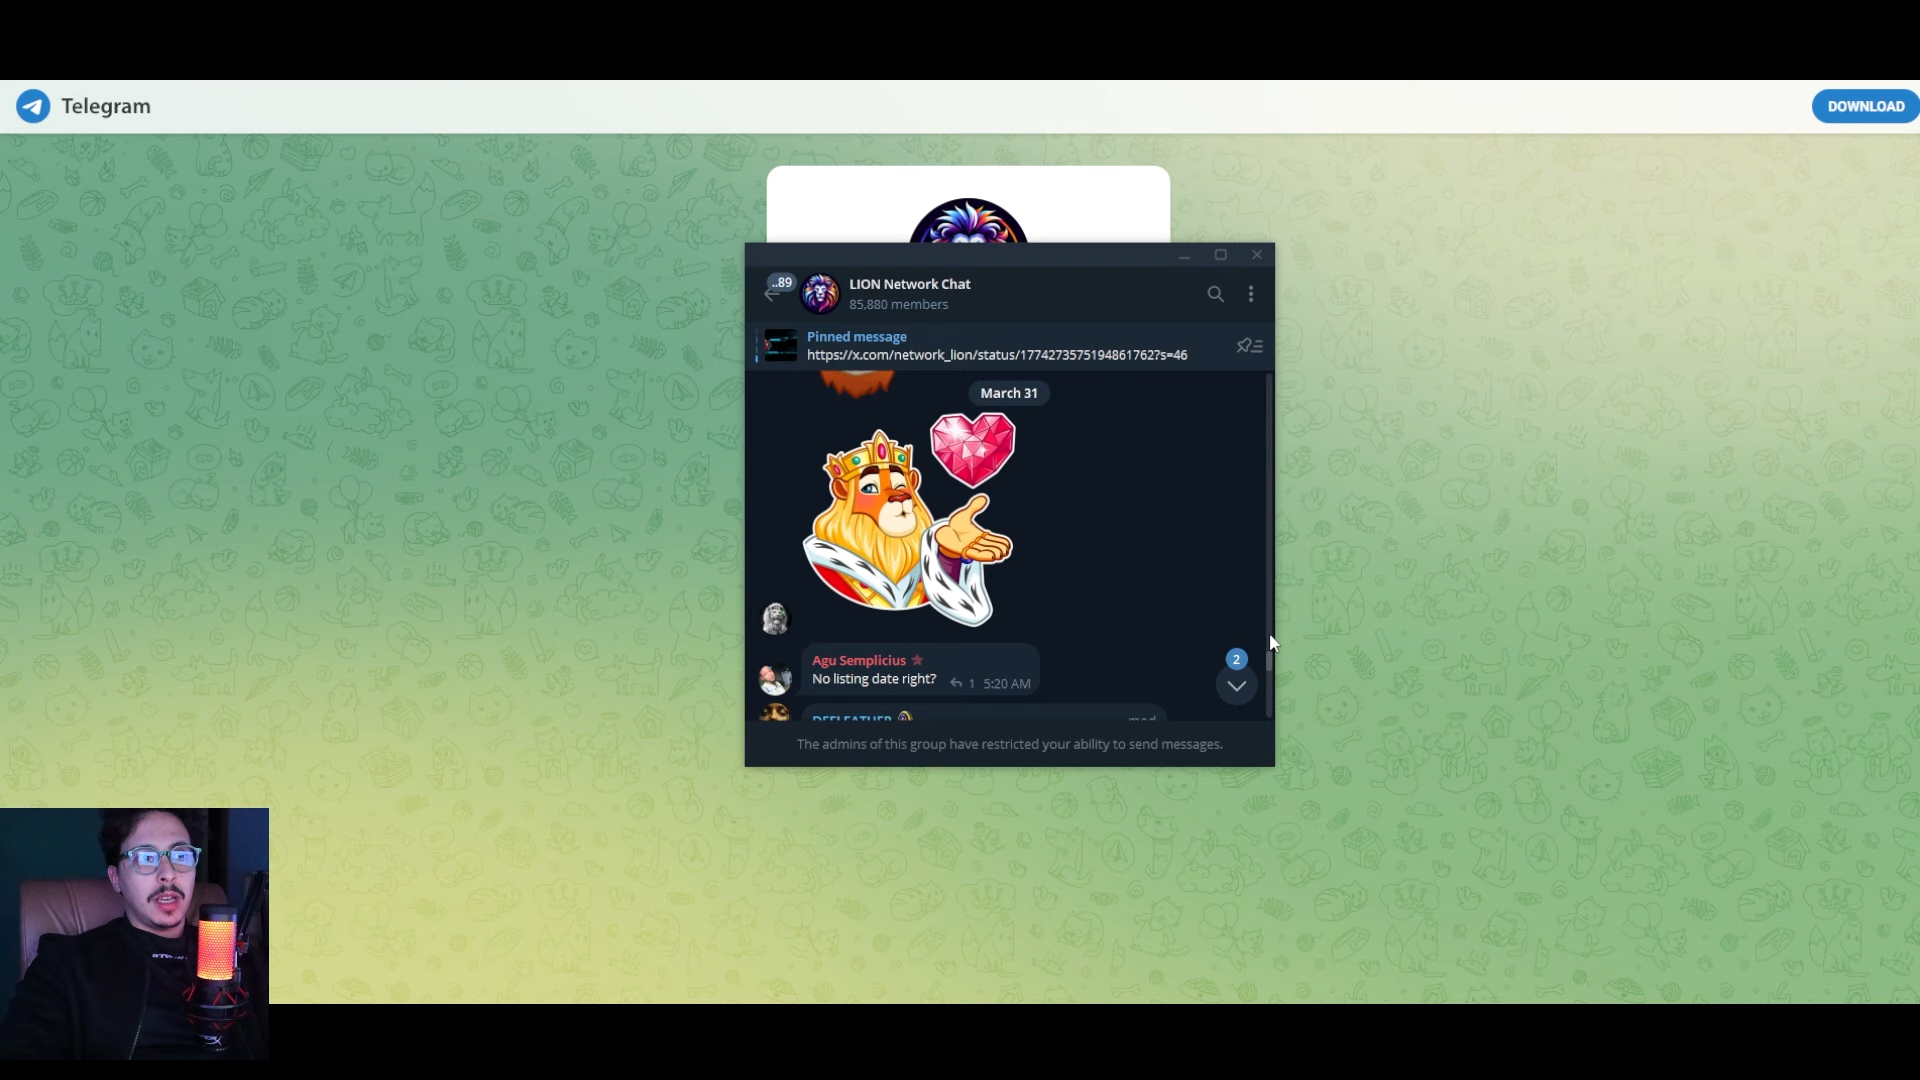 Telegram
DOWNLOAD
..89
LION Network Chat
85,880 members
Pinned message
https://x.com/network_lion/status/1774273575194861762?s=46
March 31
Agu Semplicius
No listing date right? 1 5:20 AM
2
The admins of this group have restricted your ability to send messages.